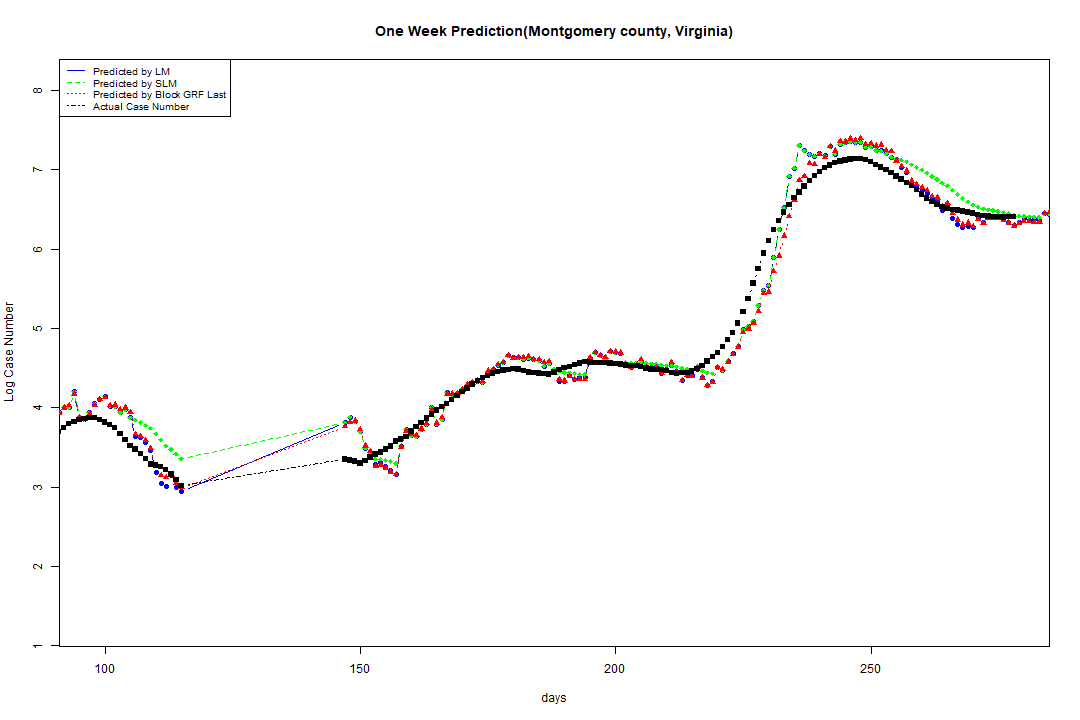 One Week Prediction(Montgomery county, Virginia)
Predicted by LM
Predicted by SLM
Predicted by Block GRF Last
Actual Case Number
Log Case Number
8
7
6
5
4
3
2
1
100 150 200 250
days